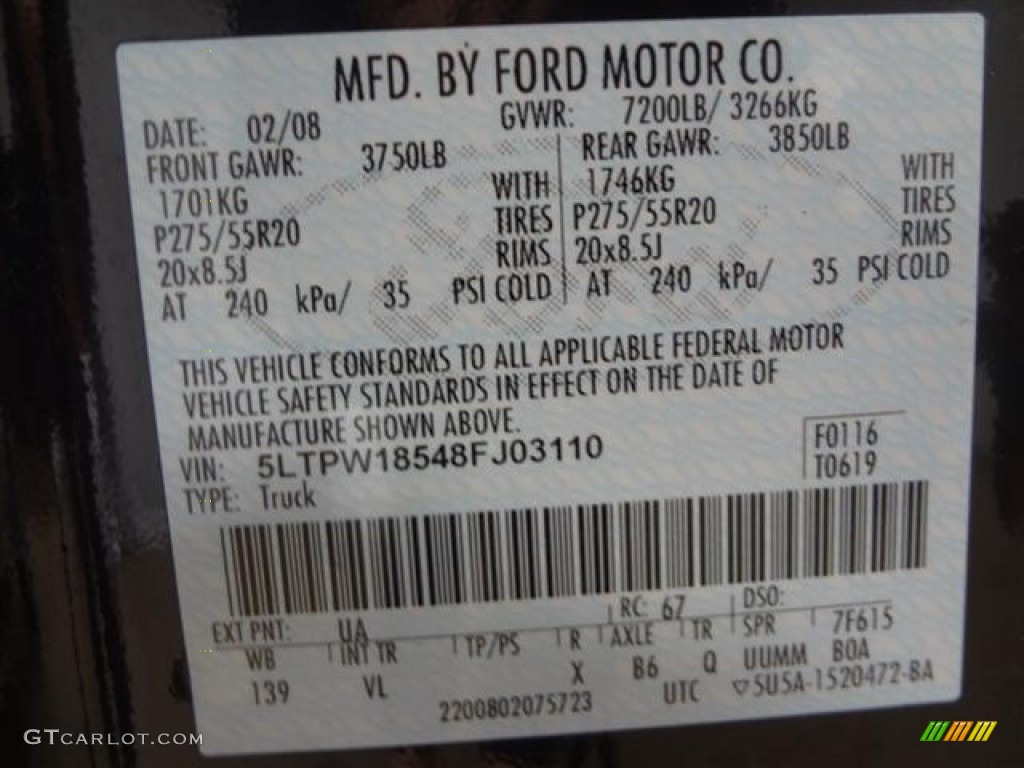 MFD. BY FORD MOTOR CO.
DATE: 02/08 GVWR: 7200LB/ 3266KG
FRONT GAWR: 3750LB REAR GAWR: 3850LB
1701KG WITH 1746KG WITH
P275/55R20 TIRES P275/55R20 TIRES
20x8.5J RIMS 20x8.5J RIMS
AT 240 kPa/ 35 PSI COLD AT 240 kPa/ 35 PSI COLD
THIS VEHICLE CONFORMS TO ALL APPLICABLE FEDERAL MOTOR
VEHICLE SAFETY STANDARDS IN EFFECT ON THE DATE OF
MANUFACTURE SHOWN ABOVE.
VIN: 5LTPW18548FJ03110 F0116
TYPE: Truck T0619
EXT PNT: UA RC: 67 DSO:
WB INT TR TP/PS R AXLE TR SPR 7F615
139 VL X B6 Q UUMM BOA
2200802075723 UTC ▽5U5A-1520472-BA
GTCARLOT.COM